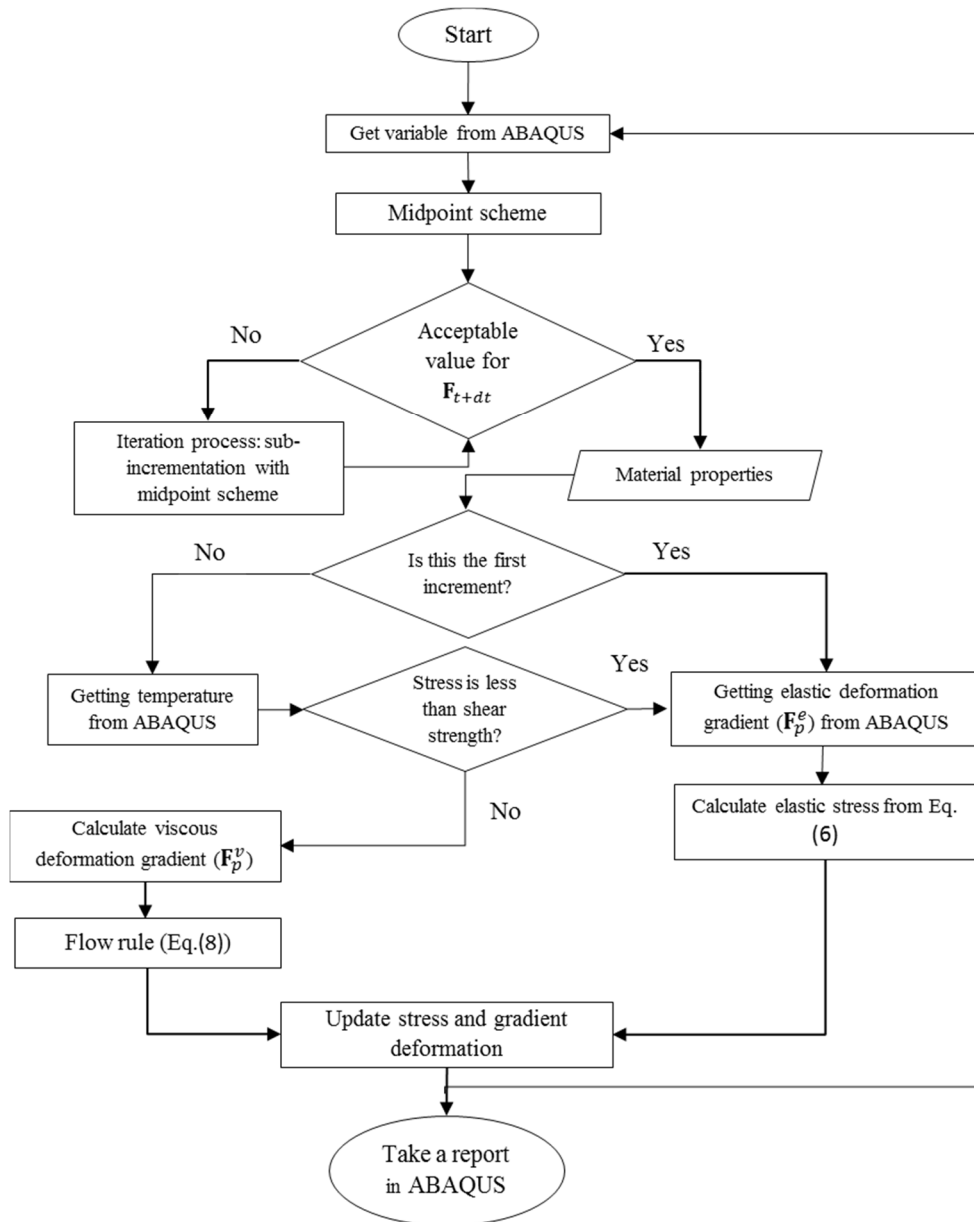 Start
Get variable from ABAQUS
Midpoint scheme
No
Acceptable
value for
F_{t+dt}
Yes
Iteration process: sub-
incrementation with
midpoint scheme
Material properties
No
Is this the first
increment?
Yes
Getting temperature
from ABAQUS
Stress is less
than shear
strength?
Yes
Getting elastic deformation
gradient (F_p^e) from ABAQUS
No
Calculate elastic stress from Eq.
(6)
Calculate viscous
deformation gradient (F_p^v)
Flow rule (Eq.(8))
Update stress and gradient
deformation
Take a report
in ABAQUS